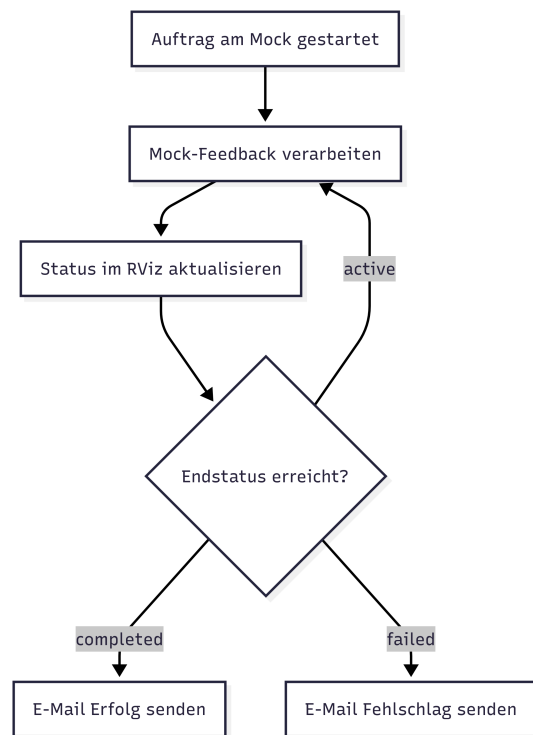 Auftrag am Mock gestartet
Mock-Feedback verarbeiten
Status im RViz aktualisieren
active
Endstatus erreicht?
completed
failed
E-Mail Erfolg senden
E-Mail Fehlschlag senden